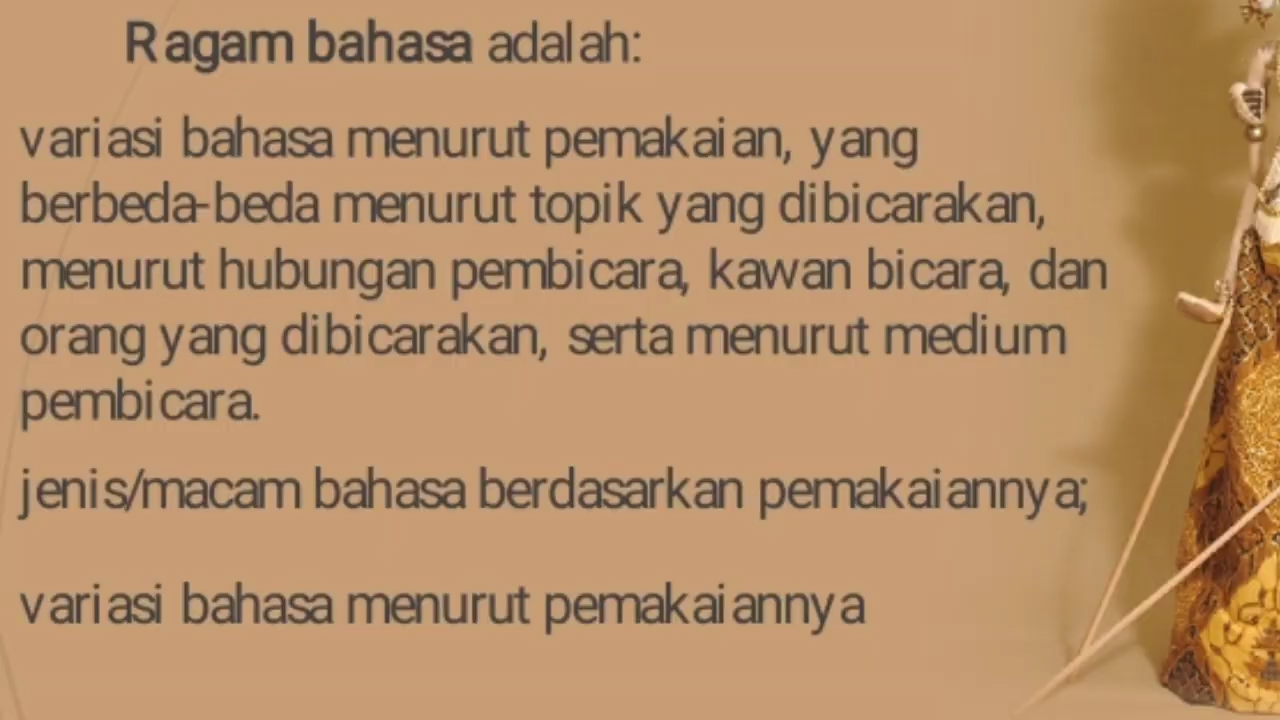 Ragam bahasa adalah:
variasi bahasa menurut pemakaian, yang
berbeda-beda menurut topik yang dibicarakan,
menurut hubungan pembicara, kawan bicara, dan
orang yang dibicarakan, serta menurut medium
pembicara.
jenis/macam bahasa berdasarkan pemakaiannya;
variasi bahasa menurut pemakaiannya